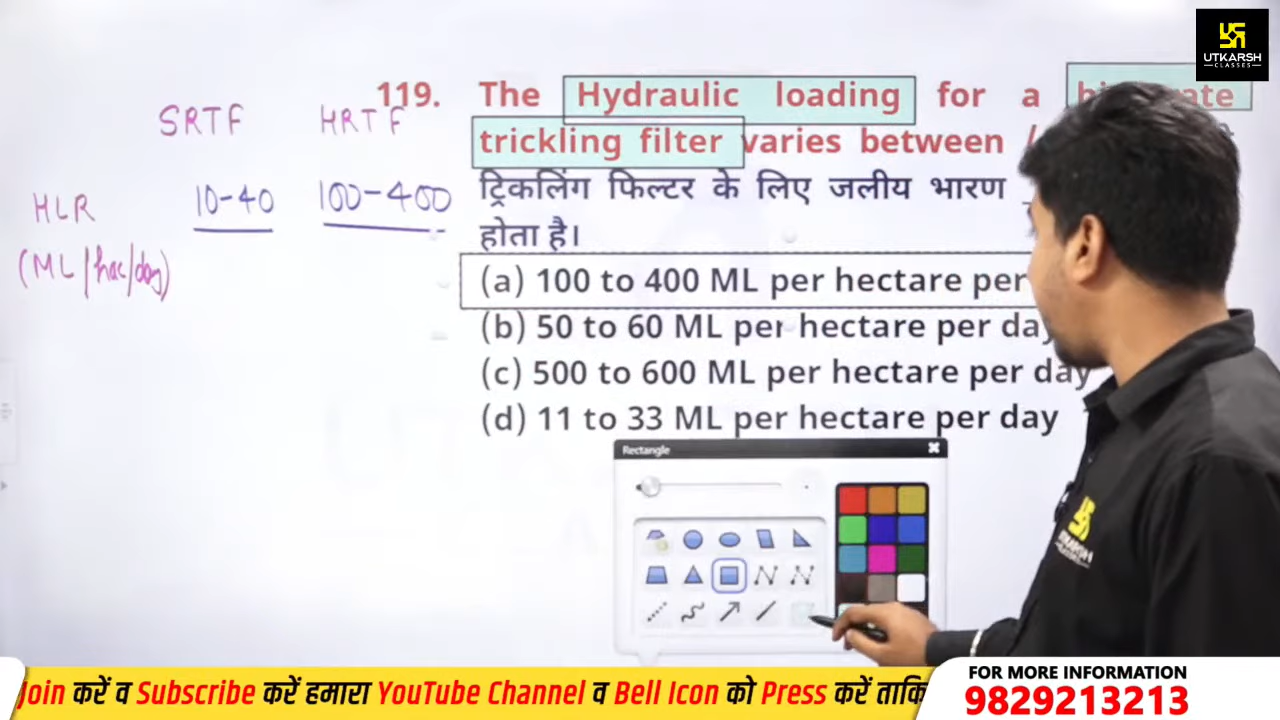 UTKARSH
CLASSES
SRTF HRTF
119. The Hydraulic loading for a
trickling filter varies between
HLR 10-40 100-400
ट्रिकलिंग फिल्टर के लिए जलीय भारण
(ML/hac/day)
होता है।
(a) 100 to 400 ML per hectare per
(b) 50 to 60 ML per hectare per day
(c) 500 to 600 ML per hectare per day
(d) 11 to 33 ML per hectare per day
Rectangle
join करें व Subscribe करें हमारा YouTube Channel व Bell Icon को Press करें
FOR MORE INFORMATION
9829213213